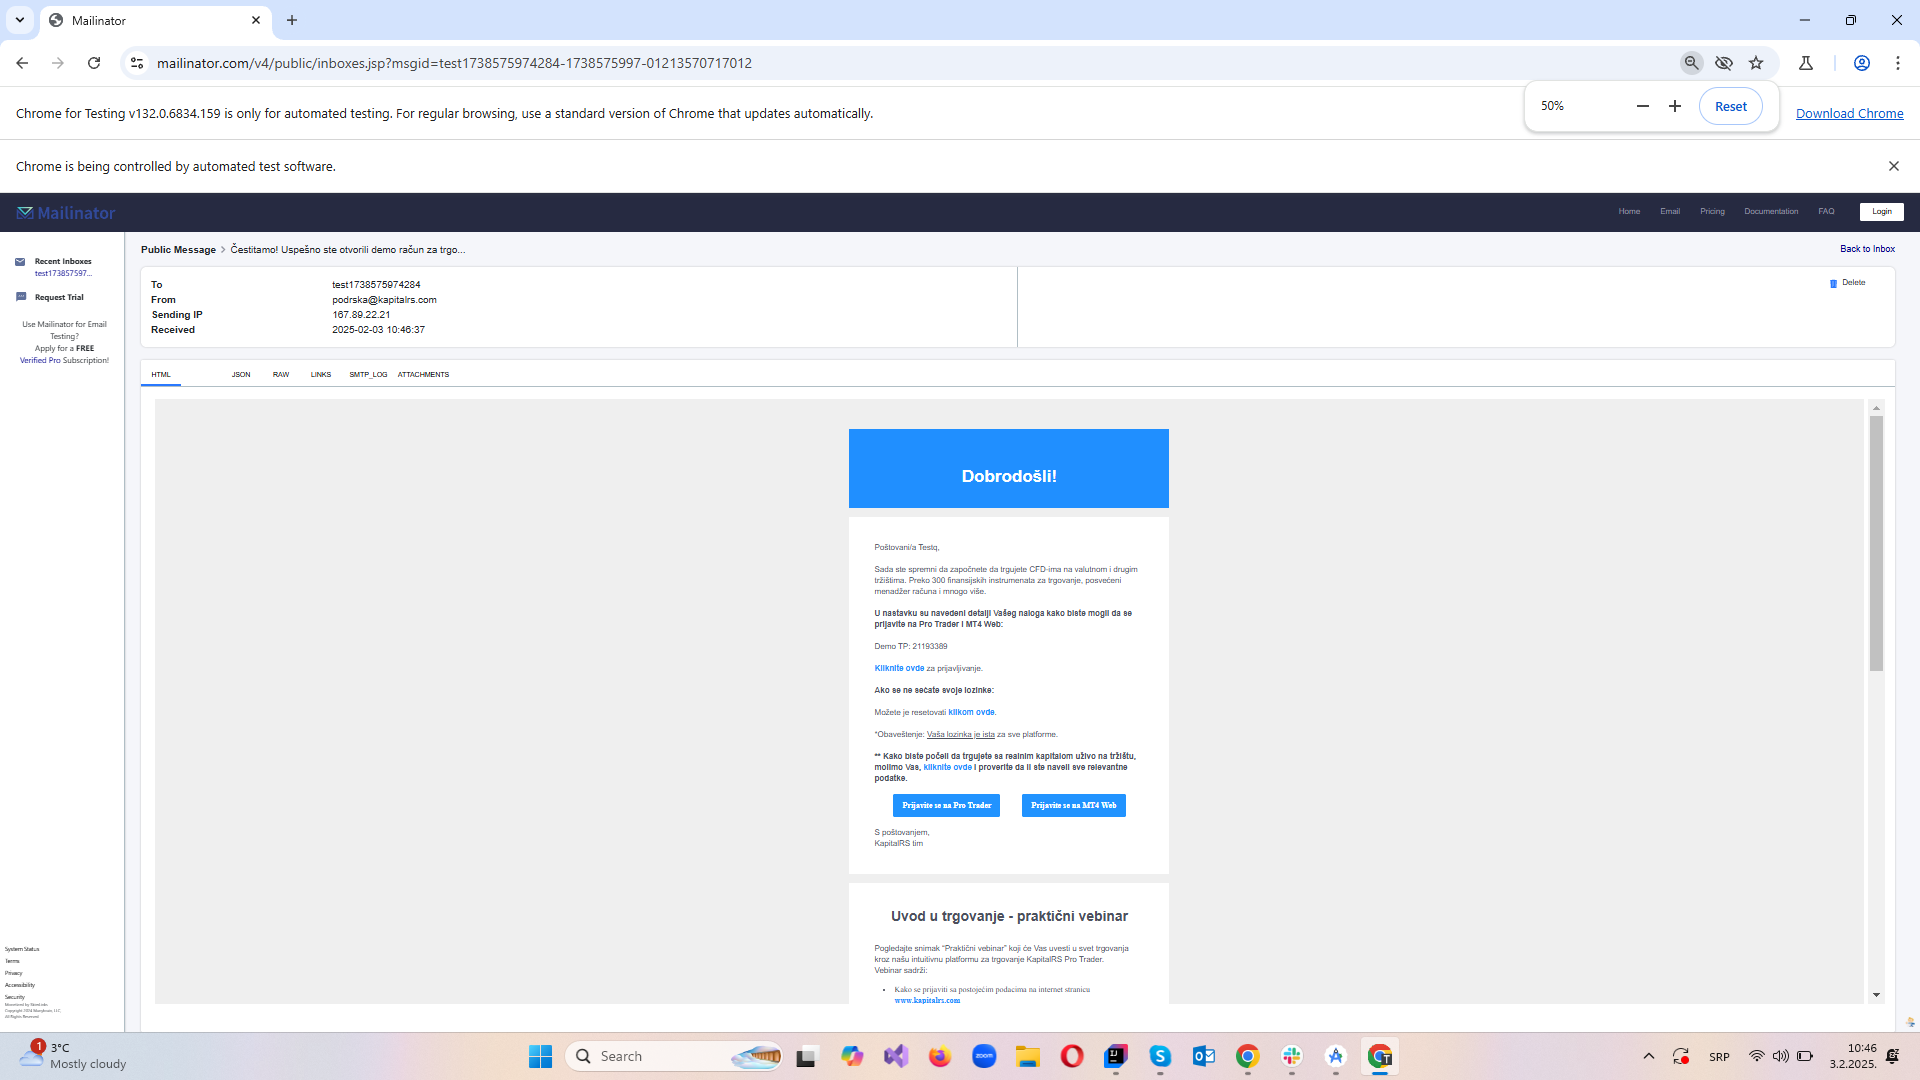 Mailinator
mailinator.com/v4/public/inboxes.jsp?msgid=test1738575974284-1738575997-01213570717012
50%
Reset
Chrome for Testing v132.0.6834.159 is only for automated testing. For regular browsing, use a standard version of Chrome that updates automatically.
Download Chrome
Chrome is being controlled by automated test software.
Mailinator
Home Email Pricing Documentation FAQ Login
Recent Inboxes
test173857597...
Request Trial
Use Mailinator for Email
Testing?
Apply for a FREE
Verified Pro Subscription!
Public Message > Čestitamo! Uspešno ste otvorili demo račun za trgo...
Back to Inbox
To test1738575974284
From podrska@kapitalrs.com
Sending IP 167.89.22.21
Received 2025-02-03 10:46:37
Delete
HTML JSON RAW LINKS SMTP_LOG ATTACHMENTS
Dobrodošli!
Poštovani/a Testq,
Sada ste spremni da započnete da trgujete CFD-ima na valutnom i drugim
tržištima. Preko 300 finansijskih instrumenata za trgovanje, posvećeni
menadžer računa i mnogo više.
U nastavku su navedeni detalji Vašeg naloga kako biste mogli da se
prijavite na Pro Trader i MT4 Web:
Demo TP: 21193389
Kliknite ovde za prijavljivanje.
Ako se ne sećate svoje lozinke:
Možete je resetovati klikom ovde.
*Obaveštenje: Vaša lozinka je ista za sve platforme.
** Kako biste počeli da trgujete sa realnim kapitalom uživo na tržištu,
molimo Vas, kliknite ovde i proverite da li ste naveli sve relevantne
podatke.
Prijavite se na Pro Trader
Prijavite se na MT4 Web
S poštovanjem,
KapitalRS tim
Uvod u trgovanje - praktični vebinar
Pogledajte snimak “Praktični vebinar” koji će Vas uvesti u svet trgovanja
kroz našu intuitivnu platformu za trgovanje KapitalRS Pro Trader.
Vebinar sadrži:
• Kako se prijaviti sa postojećim podacima na internet stranicu
www.kapitalrs.com
System Status
Terms
Privacy
Accessibility
Security
All Rights Reserved
1
3°C
Mostly cloudy
Search
zoom
SRP
10:46
3.2.2025.